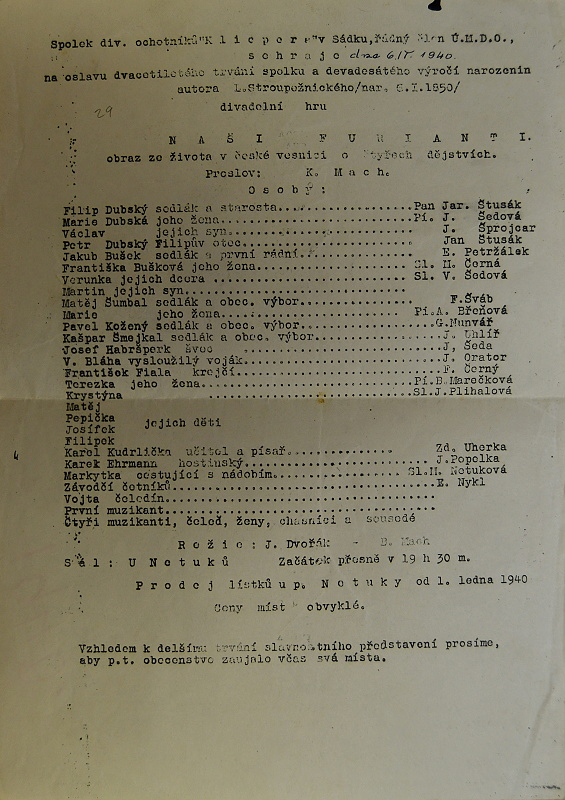 Spolek div. ochotníků"K l i c p e r a"v Sádku,řádný člen Ú.M.D.O.,
s e h r a j e dne 6/I. 1940.
na oslavu dvacetiletého trvání spolku a devadesátého výročí narozenin
autora L.Stroupežnického/nar. 6.I.1850/
29
divadelní hru
N A Š I F U R I A N T I.
obraz ze života v české vesnici o čtyřech dějstvích.
Proslov: K. Mach.
O s o b y :
Filip Dubský sedlák a starosta....................Pan Jar. Štusák
Marie Dubská jeho žena............................Pí. J. Šedová
Václav jejich syn............................ J. Šprojcar
Petr Dubský Filipův otec......................... Jan Štusák
Jakub Bušek sedlák a první rádní................. E. Petržálek
Františka Bušková jeho žena.......................Sl. M. Černá
Verunka jejich dcera .............................Sl. V. Šedová
Martin jejich syn................................
Matěj Šumbal sedlák a obec. výbor................ F.Šváb
Marie jeho žena............................Pí.A. Břeňová
Pavel Kožený sedlák a obec. výbor...................G.Nunvář
Kašpar Šmejkal sedlák a obec. výbor.................J. Uhlíř
Josef Habršperk švec ............................J, Šeda
V. Bláha vysloužilý voják...........................J. Orator
František Fiala krejčí............................F. Černý
Terezka jeho žena.................................Pí.B.Marečková
Krystýna .............................Sl.J.Plíhalová
Matěj
Pepička
jejich děti
Josífek
Filipek
Karel Kudrlička učitel a písař................ Zd. Uherka
Karek Ehrmann hostinský.............................J.Popelka
Markytka cestující s nádobím......................Sl.M. Netuková
Závodčí četníků.....................................E. Nykl
Vojta čeledín....................................
První muzikant...................................
Čtyři muzikanti, čeleď, ženy, chasníci a sousedé
R e ž i e : J. Dvořák - B. Mach
S á l : U N e t u k ů Začátek přesně v 19 h 30 m.
P r o d e j l í s t k ů u p. N e t u k y od 1. ledna 1940
Ceny míst obvyklé.
Vzhledem k delšímu trvání slavnostního představení prosíme,
aby p.t. obecenstvo zaujalo včas svá místa.